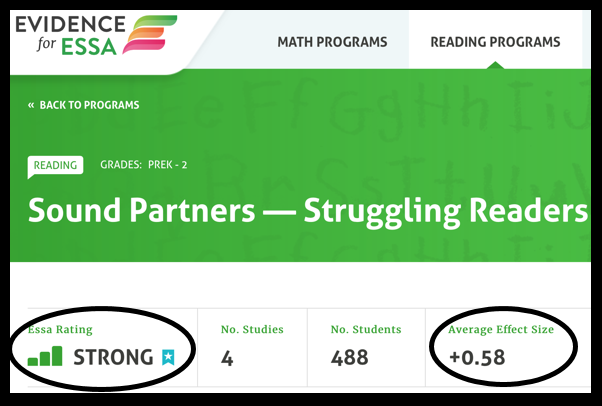 EVIDENCE
for ESSA
MATH PROGRAMS
READING PROGRAMS
« BACK TO PROGRAMS
READING
GRADES: PREK - 2
Sound Partners — Struggling Readers
Essa Rating
STRONG
No. Studies
4
No. Students
488
Average Effect Size
+0.58